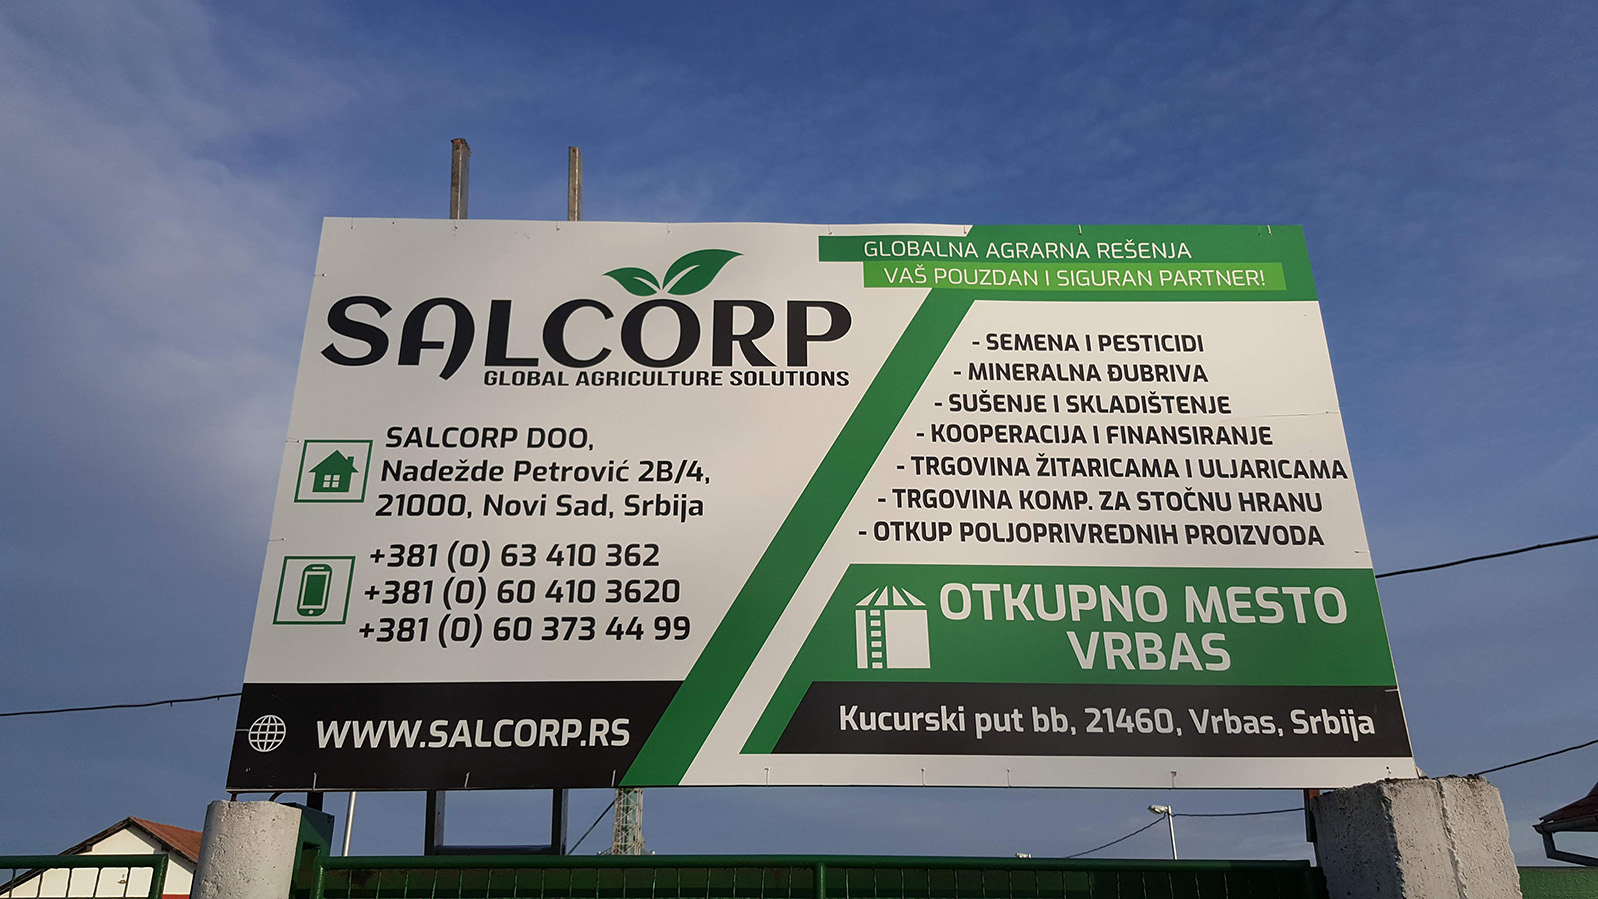 SALCORP
GLOBAL AGRICULTURE SOLUTIONS
SALCORP DOO,
Nadežde Petrović 2B/4,
21000, Novi Sad, Srbija
+381 (0) 63 410 362
+381 (0) 60 410 3620
+381 (0) 60 373 44 99
WWW.SALCORP.RS
GLOBALNA AGRARNA REŠENJA
VAŠ POUZDAN I SIGURAN PARTNER!
- SEMENA I PESTICIDI
- MINERALNA ĐUBRIVA
- SUŠENJE I SKLADIŠTENJE
- KOOPERACIJA I FINANSIRANJE
- TRGOVINA ŽITARICAMA I ULJARICAMA
- TRGOVINA KOMP. ZA STOČNU HRANU
- OTKUP POLJOPRIVREDNIH PROIZVODA
OTKUPNO MESTO
VRBAS
Kucurski put bb, 21460, Vrbas, Srbija